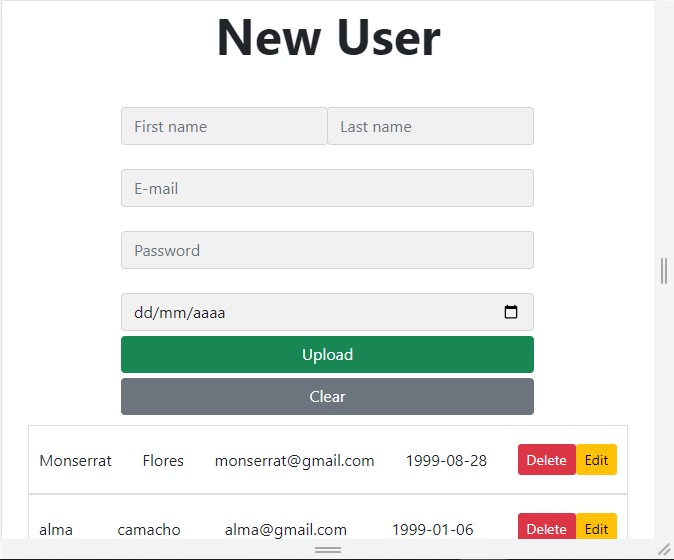 New User
First name Last name
E-mail
Password
dd/mm/aaaa
Upload
Clear
Monserrat Flores monserrat@gmail.com 1999-08-28 Delete Edit
alma camacho alma@gmail.com 1999-01-06 Delete Edit